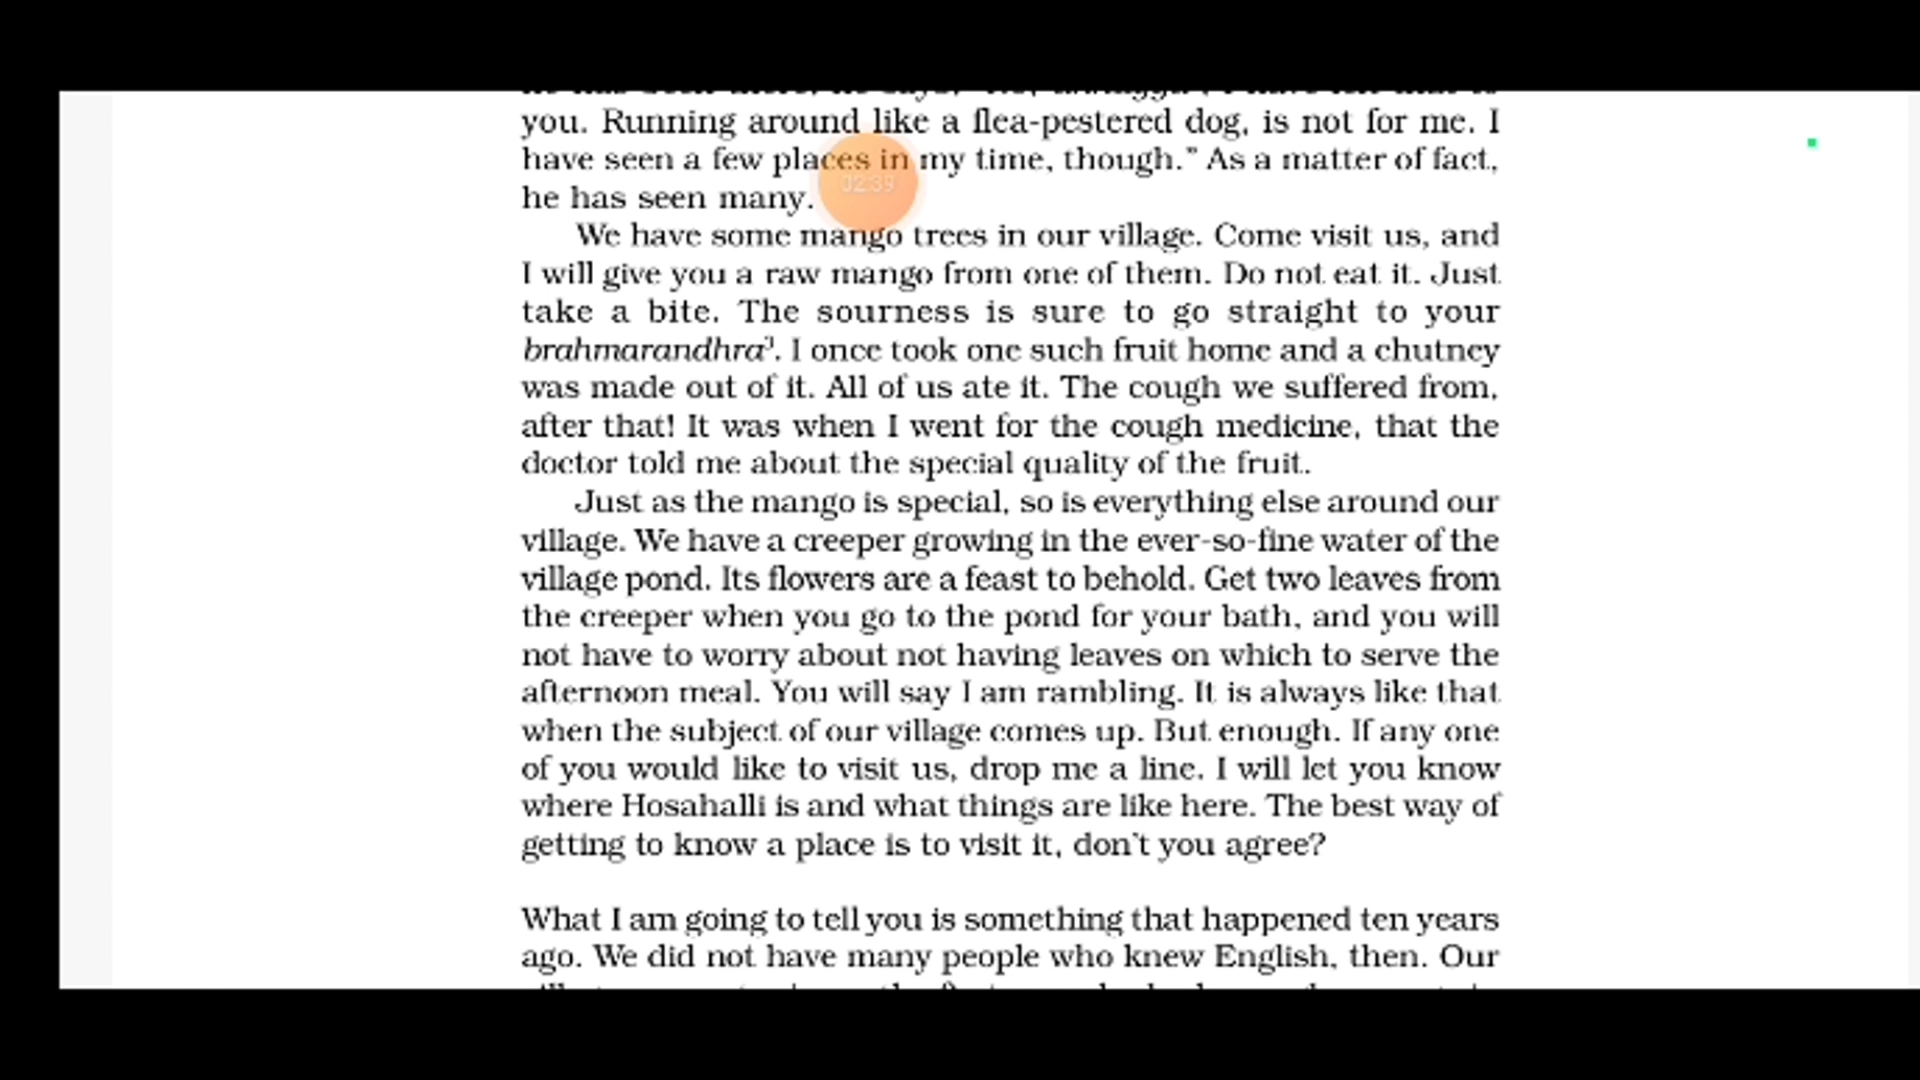 you. Running around like a flea-pestered dog, is not for me. I
have seen a few places in my time, though.” As a matter of fact,
he has seen many.
02:39
We have some mango trees in our village. Come visit us, and
I will give you a raw mango from one of them. Do not eat it. Just
take a bite. The sourness is sure to go straight to your
brahmarandhra³. I once took one such fruit home and a chutney
was made out of it. All of us ate it. The cough we suffered from,
after that! It was when I went for the cough medicine, that the
doctor told me about the special quality of the fruit.
Just as the mango is special, so is everything else around our
village. We have a creeper growing in the ever-so-fine water of the
village pond. Its flowers are a feast to behold. Get two leaves from
the creeper when you go to the pond for your bath, and you will
not have to worry about not having leaves on which to serve the
afternoon meal. You will say I am rambling. It is always like that
when the subject of our village comes up. But enough. If any one
of you would like to visit us, drop me a line. I will let you know
where Hosahalli is and what things are like here. The best way of
getting to know a place is to visit it, don’t you agree?
What I am going to tell you is something that happened ten years
ago. We did not have many people who knew English, then. Our